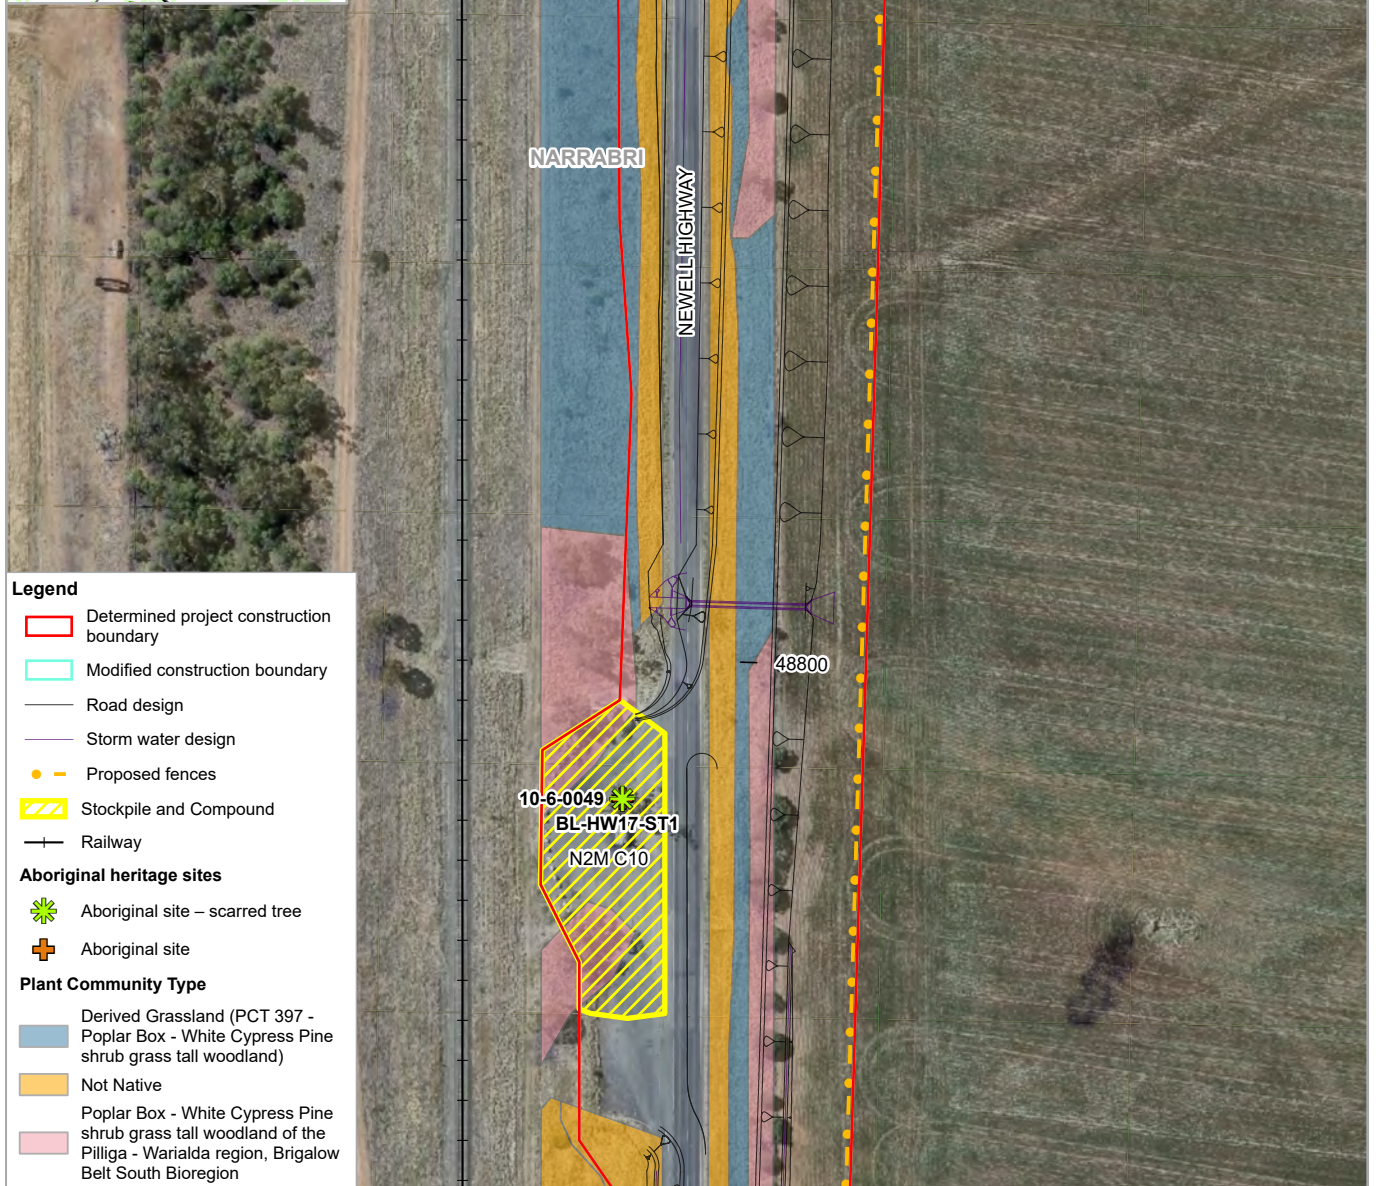 NARRABRI
NEWELL HIGHWAY
48800
10-6-0049
BL-HW17-ST1
N2M C10
Legend
Determined project construction
boundary
Modified construction boundary
Road design
Storm water design
Proposed fences
Stockpile and Compound
Railway
Aboriginal heritage sites
Aboriginal site – scarred tree
Aboriginal site
Plant Community Type
Derived Grassland (PCT 397 -
Poplar Box - White Cypress Pine
shrub grass tall woodland)
Not Native
Poplar Box - White Cypress Pine
shrub grass tall woodland of the
Pilliga - Warialda region, Brigalow
Belt South Bioregion